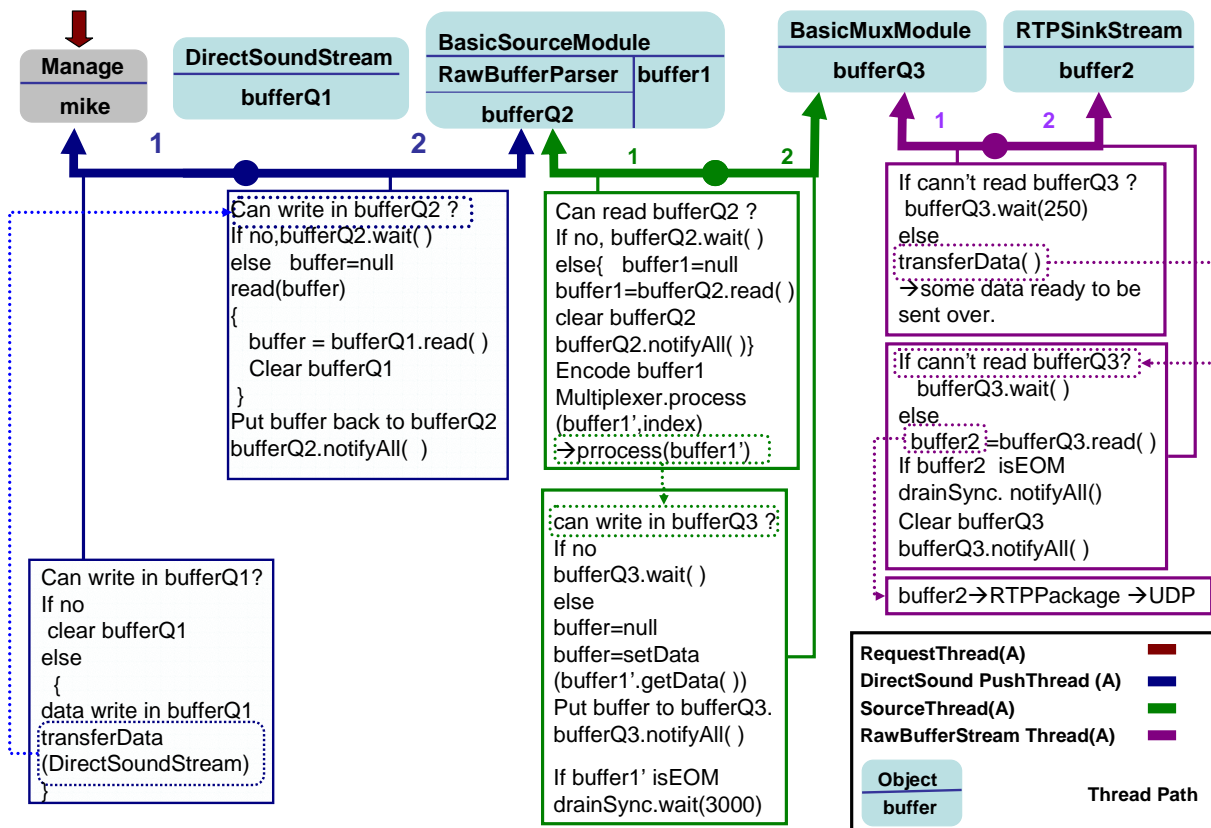 Manage
mike
DirectSoundStream
bufferQ1
BasicSourceModule
RawBufferParser
buffer1
bufferQ2
BasicMuxModule
bufferQ3
RTPSinkStream
buffer2
1
2
1
2
1
2
Can write in bufferQ2 ?
If no,bufferQ2.wait( )
else buffer=null
read(buffer)
{
buffer = bufferQ1.read( )
Clear bufferQ1
}
Put buffer back to bufferQ2
bufferQ2.notifyAll( )
Can write in bufferQ1?
If no
clear bufferQ1
else
{
data write in bufferQ1
transferData
(DirectSoundStream)
}
Can read bufferQ2 ?
If no, bufferQ2.wait( )
else{ buffer1=null
buffer1=bufferQ2.read( )
clear bufferQ2
bufferQ2.notifyAll( )}
Encode buffer1
Multiplexer.process
(buffer1',index)
→prrocess(buffer1')
can write in bufferQ3 ?
If no
bufferQ3.wait( )
else
buffer=null
buffer=setData
(buffer1'.getData( ))
Put buffer to bufferQ3.
bufferQ3.notifyAll( )
If buffer1' isEOM
drainSync.wait(3000)
If cann't read bufferQ3 ?
bufferQ3.wait(250)
else
transferData( )
→some data ready to be
sent over.
If cann't read bufferQ3?
bufferQ3.wait( )
else
buffer2 =bufferQ3.read( )
If buffer2 isEOM
drainSync. notifyAll()
Clear bufferQ3
bufferQ3.notifyAll( )
buffer2→RTPPackage →UDP
RequestThread(A)
DirectSound PushThread (A)
SourceThread(A)
RawBufferStream Thread(A)
Object
buffer
Thread Path